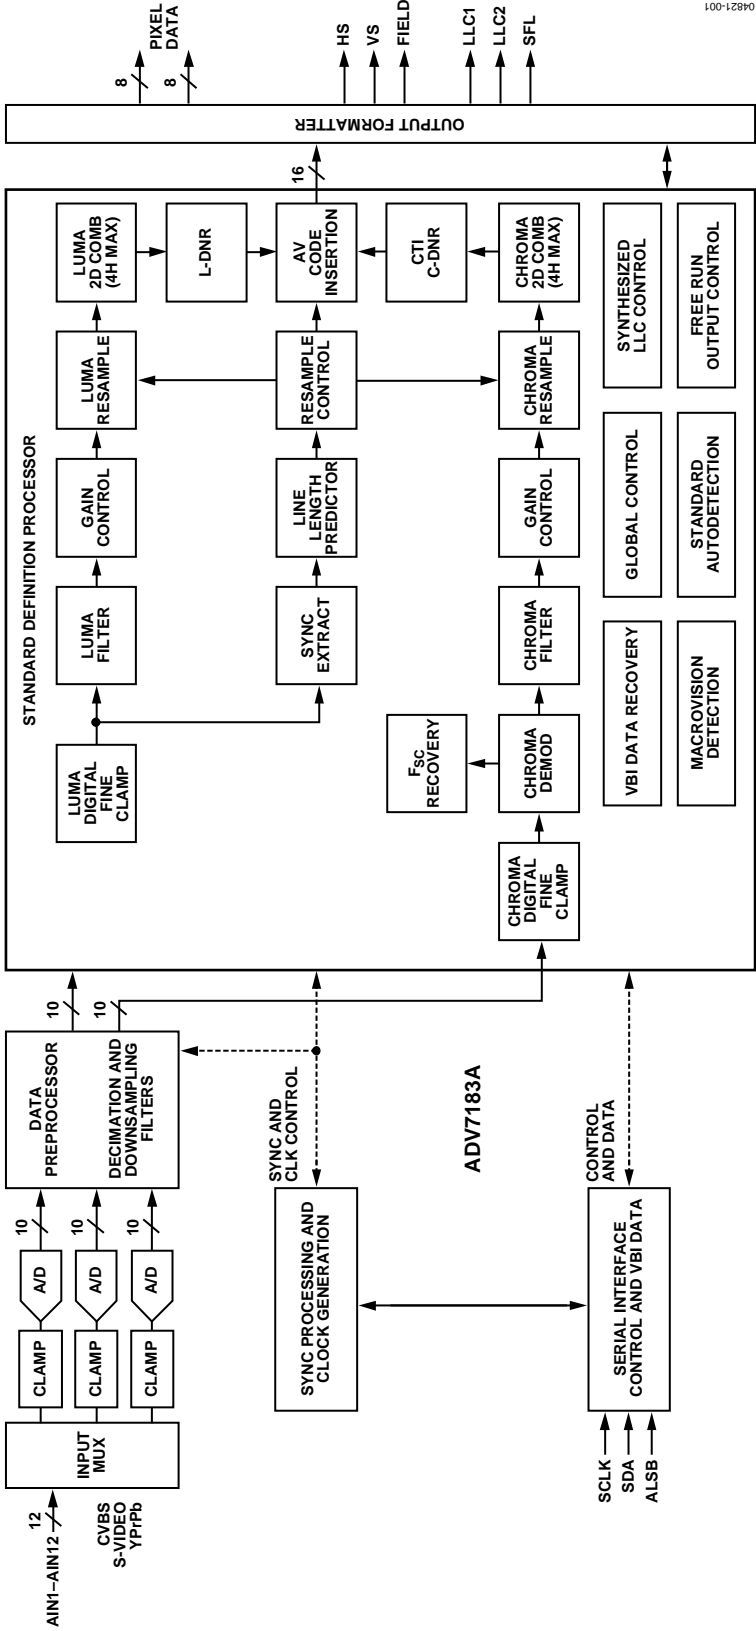 AIN1–AIN12
12
CVBS
S-VIDEO
YPrPb
INPUT
MUX
CLAMP
CLAMP
CLAMP
A/D
A/D
A/D
10
10
10
DATA
PREPROCESSOR
DECIMATION AND
DOWNSAMPLING
FILTERS
10
10
SYNC PROCESSING AND
CLOCK GENERATION
SYNC AND
CLK CONTROL
ADV7183A
SCLK
SDA
ALSB
SERIAL INTERFACE
CONTROL AND VBI DATA
CONTROL
AND DATA
STANDARD DEFINITION PROCESSOR
LUMA
DIGITAL
FINE
CLAMP
LUMA
FILTER
GAIN
CONTROL
LUMA
RESAMPLE
LUMA
2D COMB
(4H MAX)
L-DNR
SYNC
EXTRACT
LINE
LENGTH
PREDICTOR
RESAMPLE
CONTROL
AV
CODE
INSERTION
16
FSC
RECOVERY
CTI
C-DNR
CHROMA
DIGITAL
FINE
CLAMP
CHROMA
DEMOD
CHROMA
FILTER
GAIN
CONTROL
CHROMA
RESAMPLE
CHROMA
2D COMB
(4H MAX)
VBI DATA RECOVERY
GLOBAL CONTROL
SYNTHESIZED
LLC CONTROL
MACROVISION
DETECTION
STANDARD
AUTODETECTION
FREE RUN
OUTPUT CONTROL
OUTPUT FORMATTER
8
8
PIXEL
DATA
HS
VS
FIELD
LLC1
LLC2
SFL
04821-001